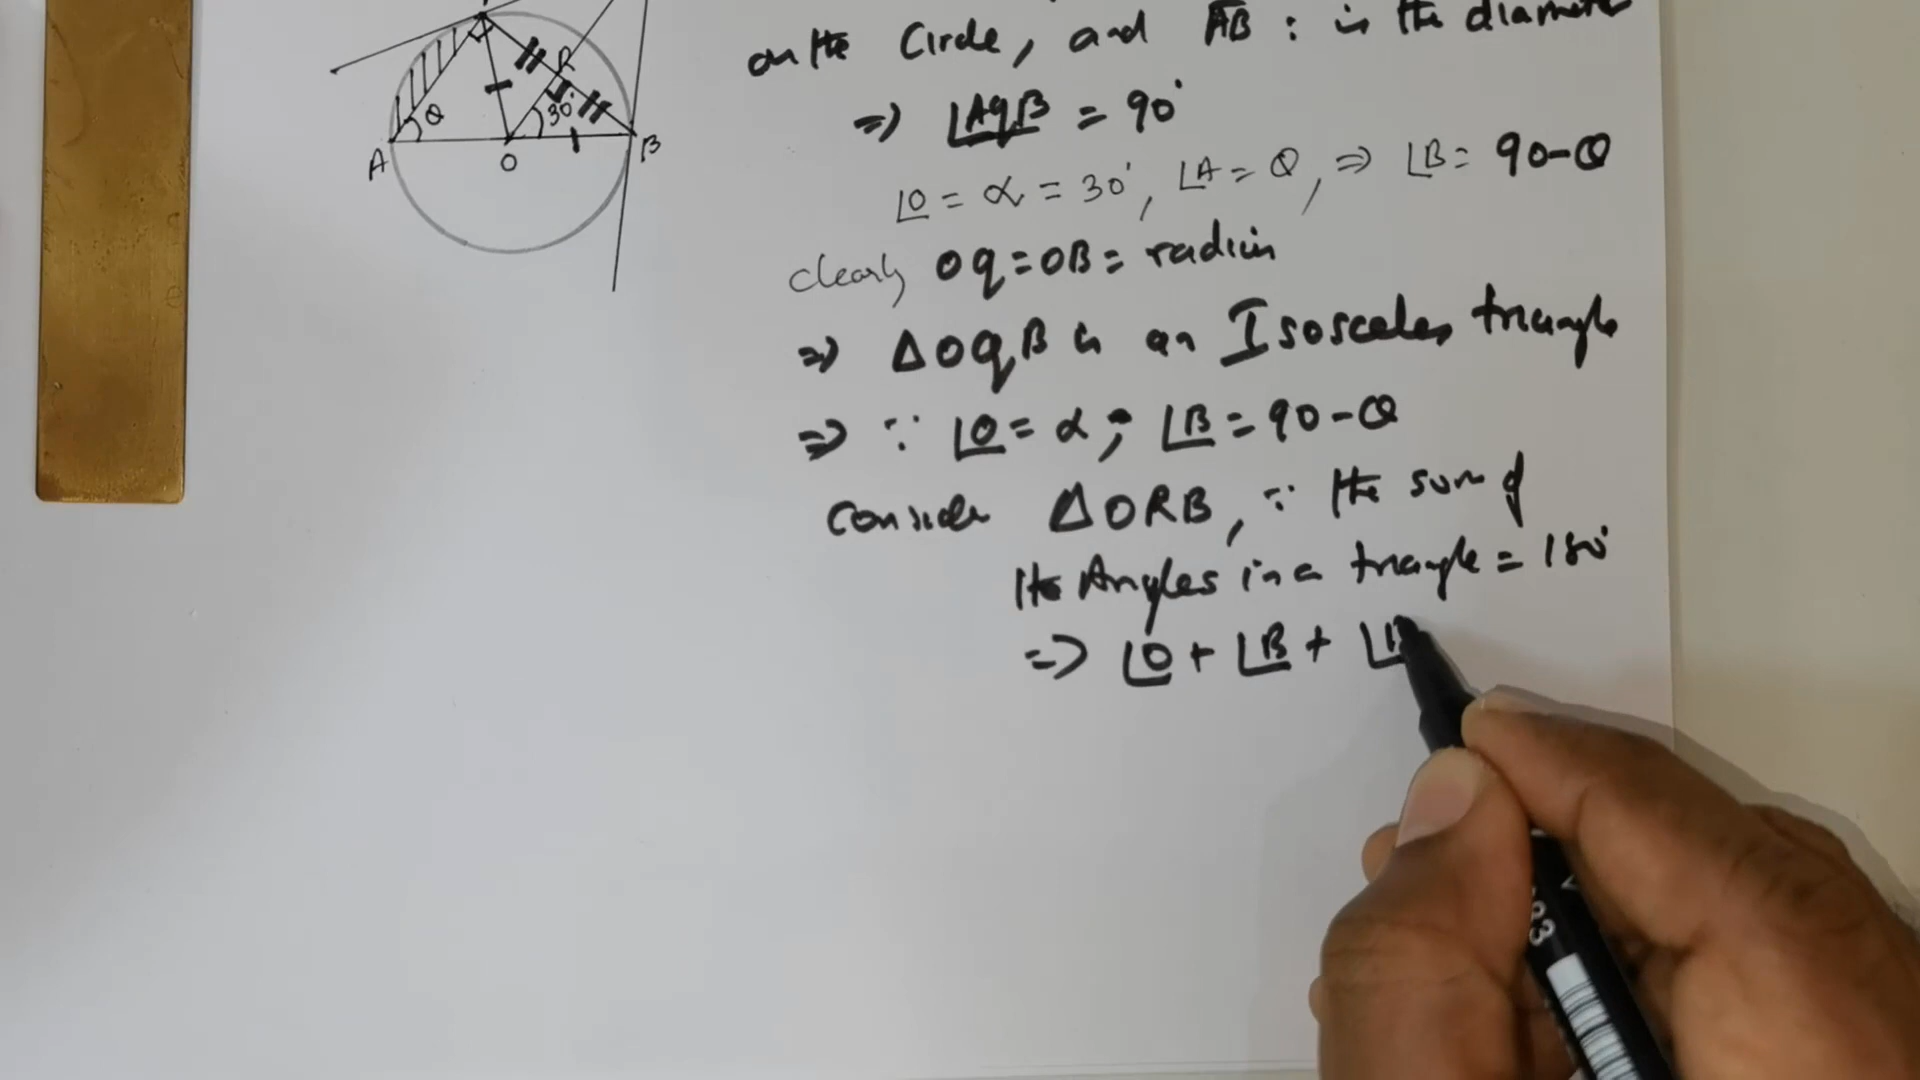 on the Circle, and AB : is the diameter
=> ∠AqB = 90°
∠O = α = 30°, ∠A = θ, => ∠B = 90-θ
clearly Oq = OB = radius
=> ΔOqB is an Isosceles triangle
=> ∵ ∠O = α ; ∠B = 90-θ
Consider ΔORB, ∵ the sum of
the Angles in a triangle = 180°
=> ∠O + ∠B + ∠
R
θ
30°
A
O
B